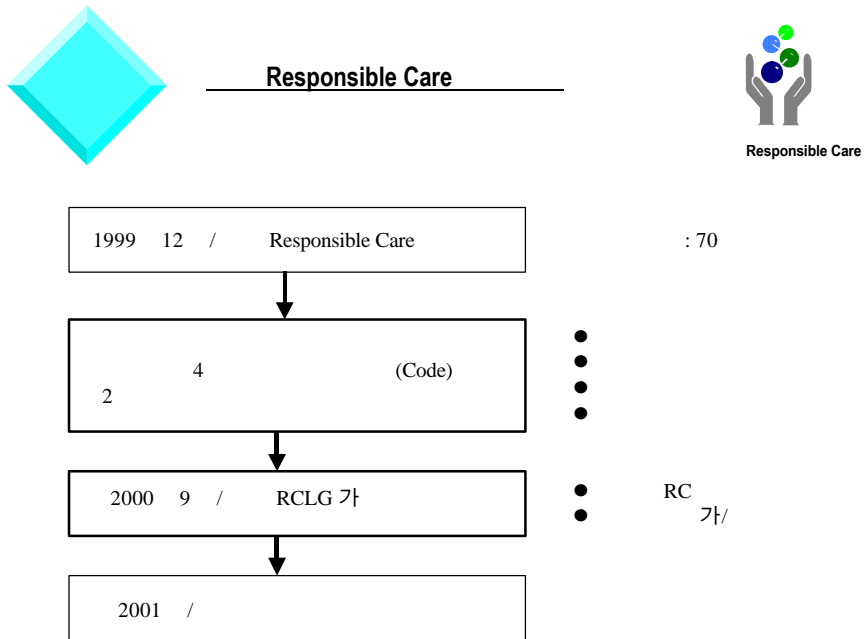 Responsible Care
Responsible Care
1999 12 / Responsible Care : 70
4 (Code)
2
2000 9 / RCLG 가
RC
가/
2001 /